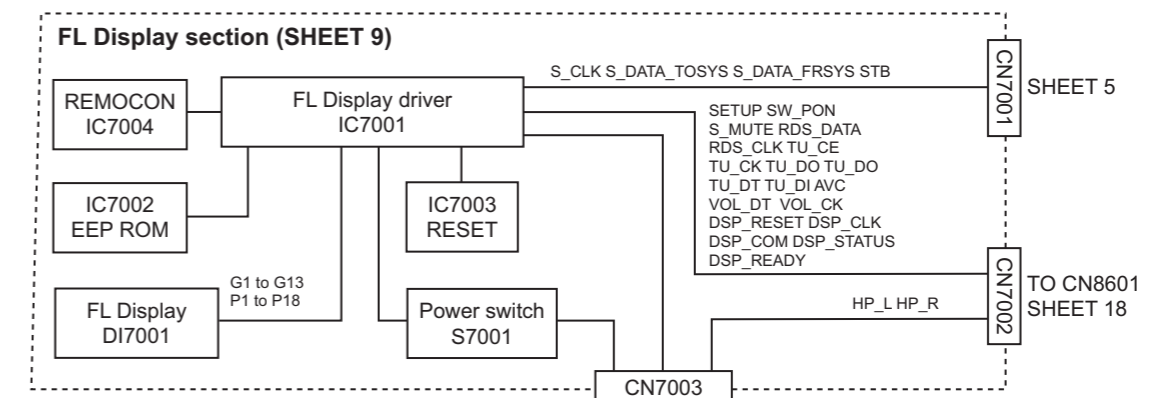 FL Display section (SHEET 9)
S_CLK S_DATA_TOSYS S_DATA_FRSYS STB
CN7001
SHEET 5
REMOCON
IC7004
FL Display driver
IC7001
SETUP SW_PON
S_MUTE RDS_DATA
RDS_CLK TU_CE
TU_CK TU_DO TU_DO
TU_DT TU_DI AVC
VOL_DT VOL_CK
DSP_RESET DSP_CLK
DSP_COM DSP_STATUS
DSP_READY
IC7002
EEP ROM
IC7003
RESET
G1 to G13
P1 to P18
FL Display
DI7001
Power switch
S7001
HP_L HP_R
CN7002
TO CN8601
SHEET 18
CN7003